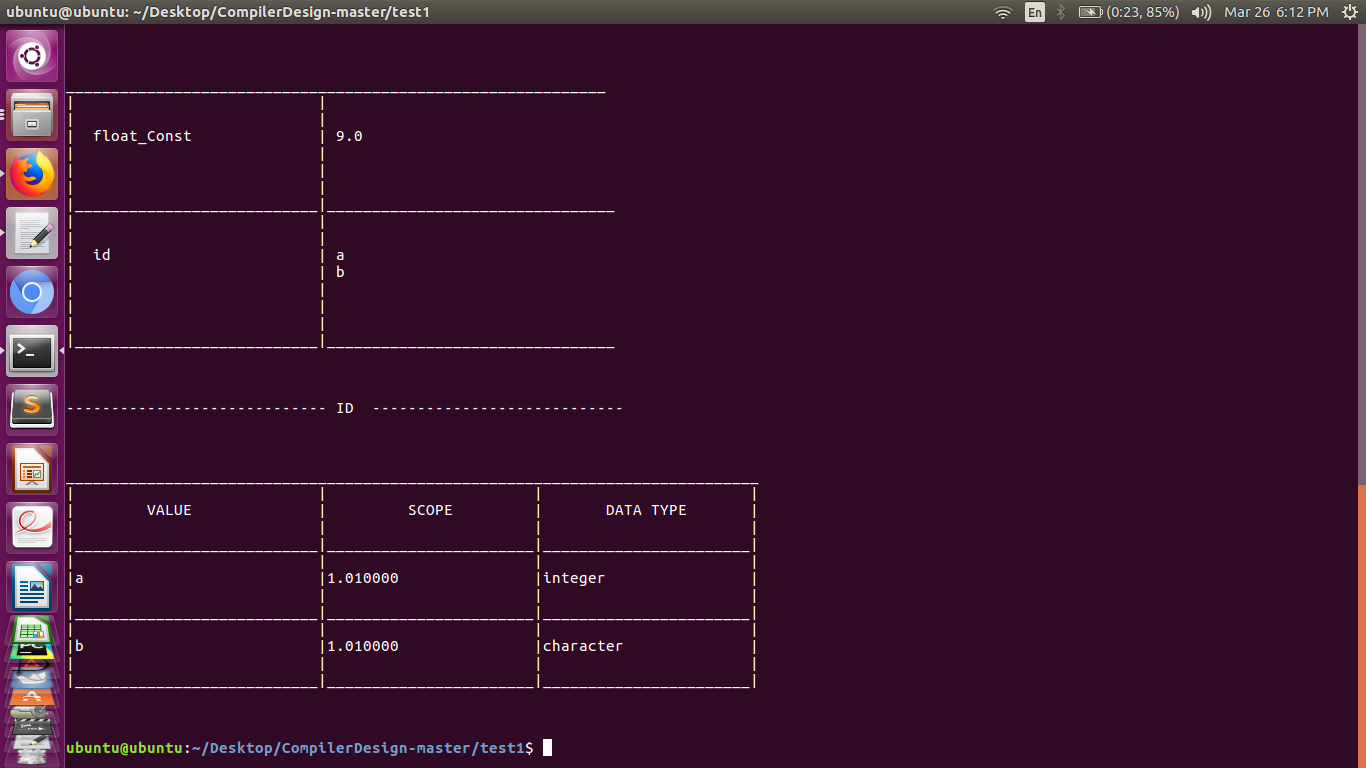 ubuntu@ubuntu: ~/Desktop/CompilerDesign-master/test1 En (0:23, 85%) Mar 26 6:12 PM
float_Const 9.0
id a
b
---------------------------- ID ---------------------------
VALUE SCOPE DATA TYPE
a 1.010000 integer
b 1.010000 character
ubuntu@ubuntu:~/Desktop/CompilerDesign-master/test1$